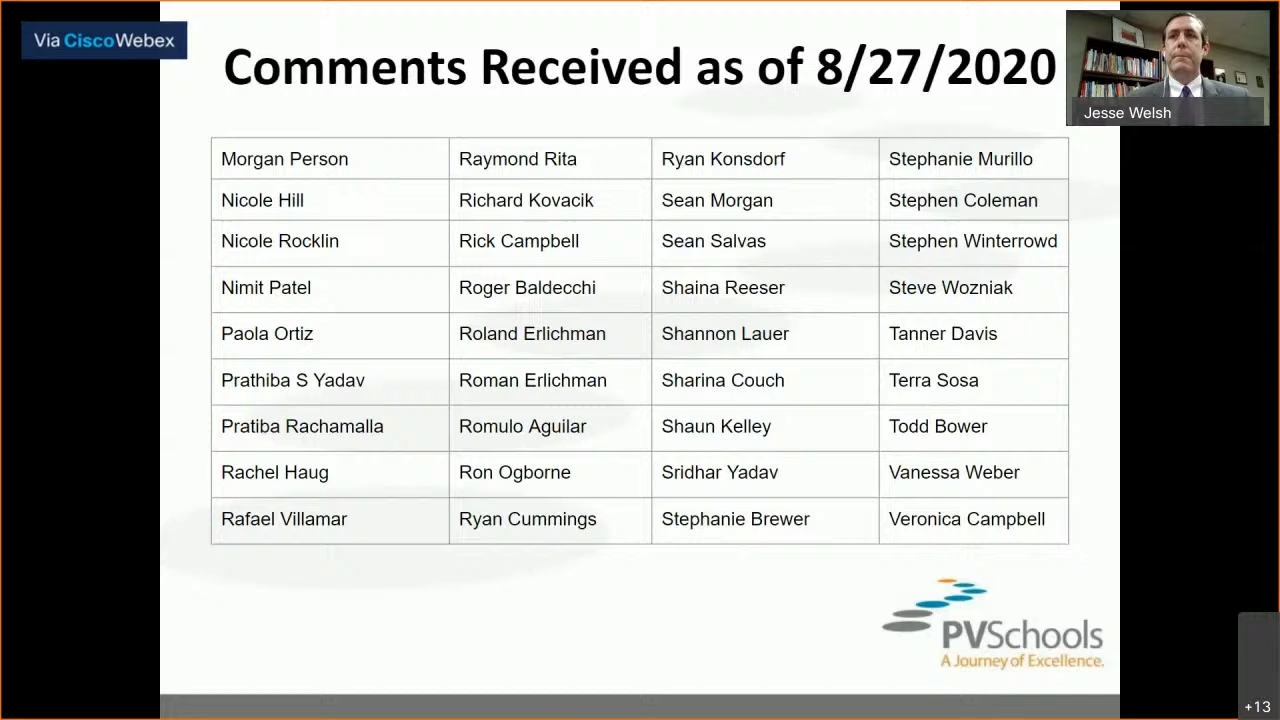 Via CiscoWebex
Comments Received as of 8/27/2020
Jesse Welsh
Morgan Person Raymond Rita Ryan Konsdorf Stephanie Murillo
Nicole Hill Richard Kovacik Sean Morgan Stephen Coleman
Nicole Rocklin Rick Campbell Sean Salvas Stephen Winterrowd
Nimit Patel Roger Baldecchi Shaina Reeser Steve Wozniak
Paola Ortiz Roland Erlichman Shannon Lauer Tanner Davis
Prathiba S Yadav Roman Erlichman Sharina Couch Terra Sosa
Pratiba Rachamalla Romulo Aguilar Shaun Kelley Todd Bower
Rachel Haug Ron Ogborne Sridhar Yadav Vanessa Weber
Rafael Villamar Ryan Cummings Stephanie Brewer Veronica Campbell
PVSchools
A Journey of Excellence.
+13